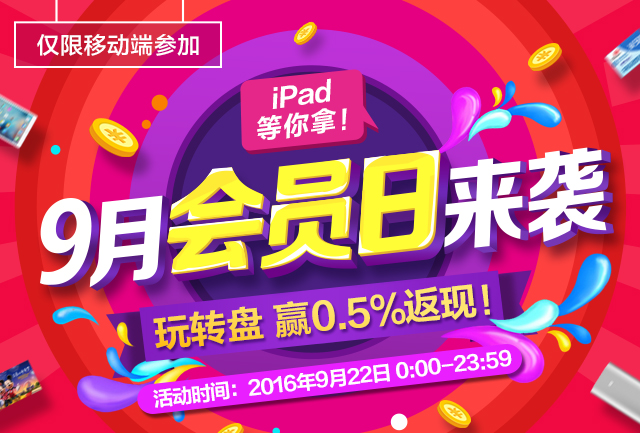 仅限移动端参加
iPad
等你拿！
9月会员日来袭
玩转盘 赢0.5%返现！
活动时间：2016年9月22日 0:00-23:59